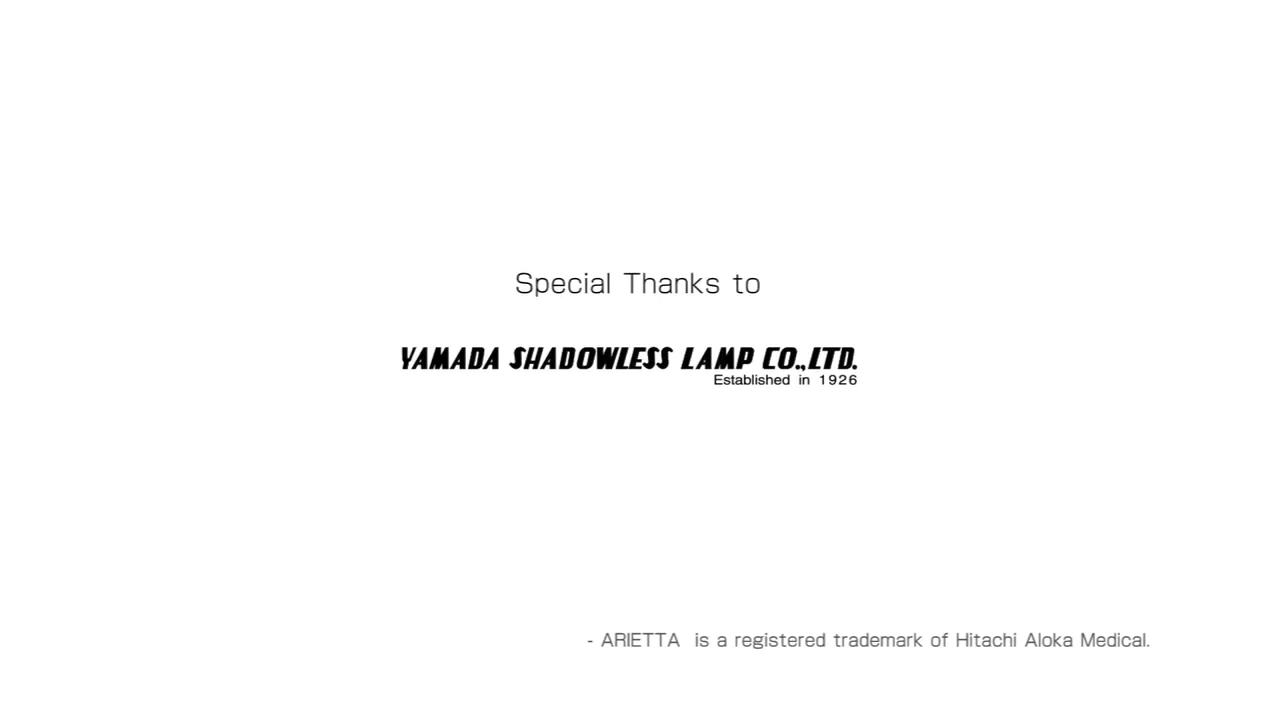 Special Thanks to
YAMADA SHADOWLESS LAMP CO.,LTD.
Established in 1926
- ARIETTA is a registered trademark of Hitachi Aloka Medical.